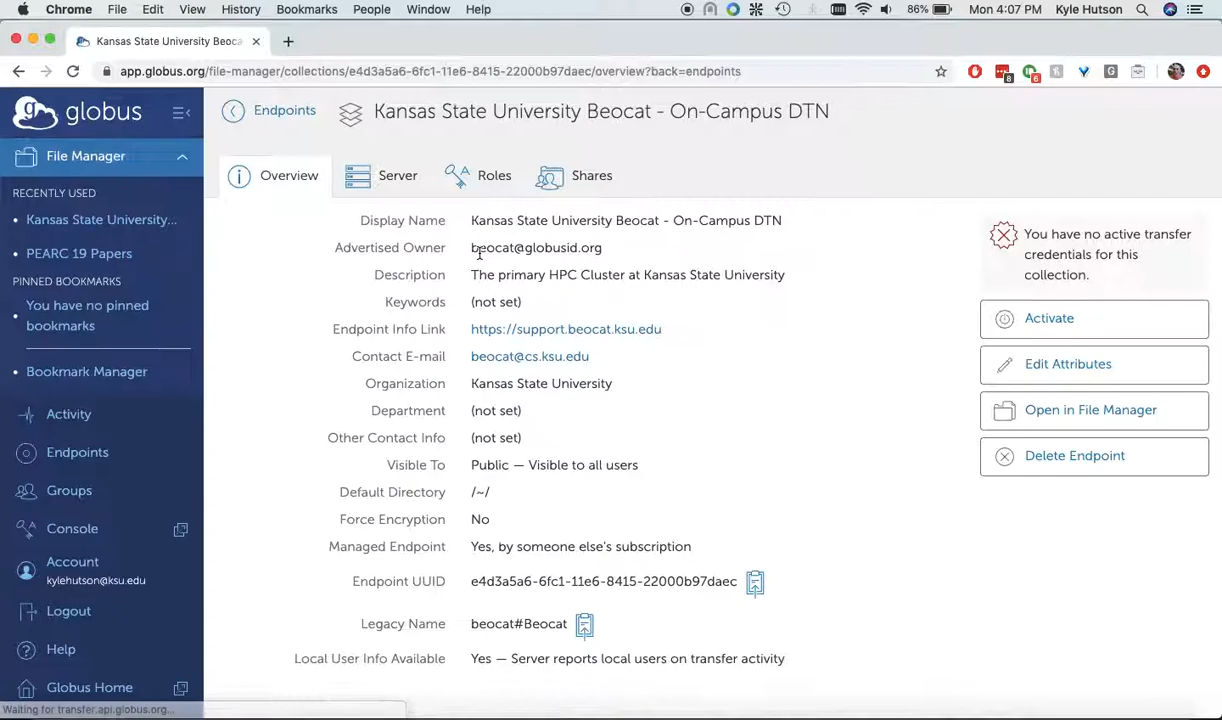 Chrome File Edit View History Bookmarks People Window Help 86% Mon 4:07 PM Kyle Hutson
Kansas State University Beoca
app.globus.org/file-manager/collections/e4d3a5a6-6fc1-11e6-8415-22000b97daec/overview?back=endpoints
globus
File Manager
RECENTLY USED
Kansas State University...
PEARC 19 Papers
PINNED BOOKMARKS
You have no pinned
bookmarks
Bookmark Manager
Activity
Endpoints
Groups
Console
Account
kylehutson@ksu.edu
Logout
Help
Globus Home
Waiting for transfer.api.globus.org...
Endpoints Kansas State University Beocat - On-Campus DTN
Overview Server Roles Shares
Display Name Kansas State University Beocat - On-Campus DTN
Advertised Owner beocat@globusid.org
Description The primary HPC Cluster at Kansas State University
Keywords (not set)
Endpoint Info Link https://support.beocat.ksu.edu
Contact E-mail beocat@cs.ksu.edu
Organization Kansas State University
Department (not set)
Other Contact Info (not set)
Visible To Public — Visible to all users
Default Directory /~/
Force Encryption No
Managed Endpoint Yes, by someone else's subscription
Endpoint UUID e4d3a5a6-6fc1-11e6-8415-22000b97daec
Legacy Name beocat#Beocat
Local User Info Available Yes — Server reports local users on transfer activity
You have no active transfer
credentials for this
collection.
Activate
Edit Attributes
Open in File Manager
Delete Endpoint